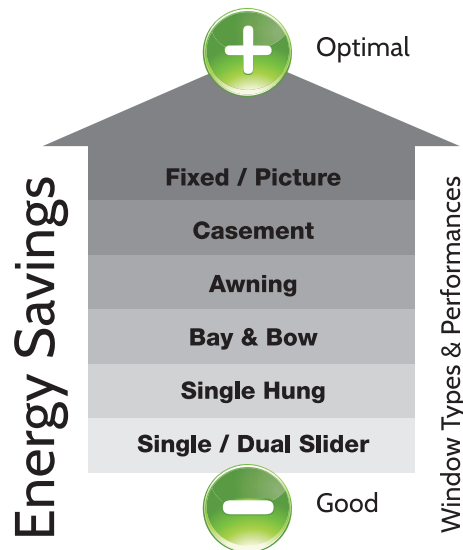 Optimal
Energy Savings
Fixed / Picture
Casement
Awning
Bay & Bow
Single Hung
Single / Dual Slider
Window Types & Performances
Good